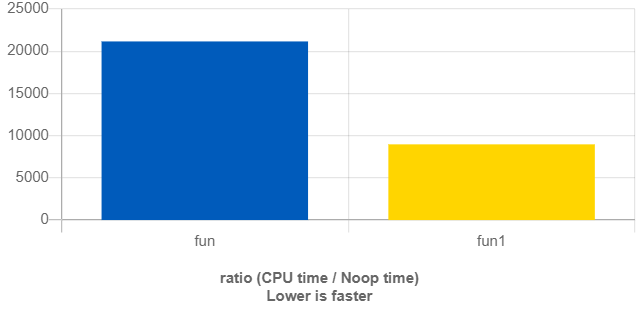 25000
20000
15000
10000
5000
0
fun fun1
ratio (CPU time / Noop time)
Lower is faster